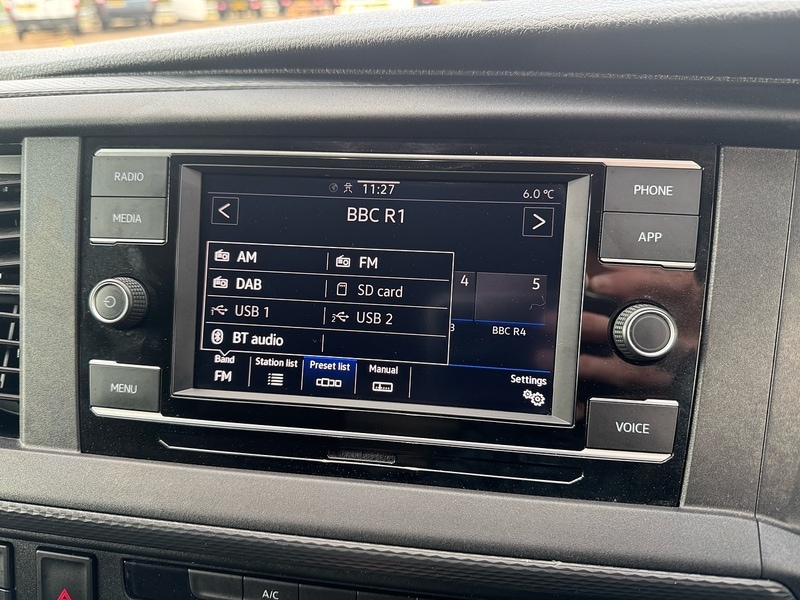 RADIO
MEDIA
MENU
11:27
6.0 °C
< BBC R1 >
AM FM
DAB SD card
USB 1 USB 2
BT audio
4 5
3 BBC R4
Band Station list Preset list Manual Settings
FM
PHONE
APP
VOICE
A/C